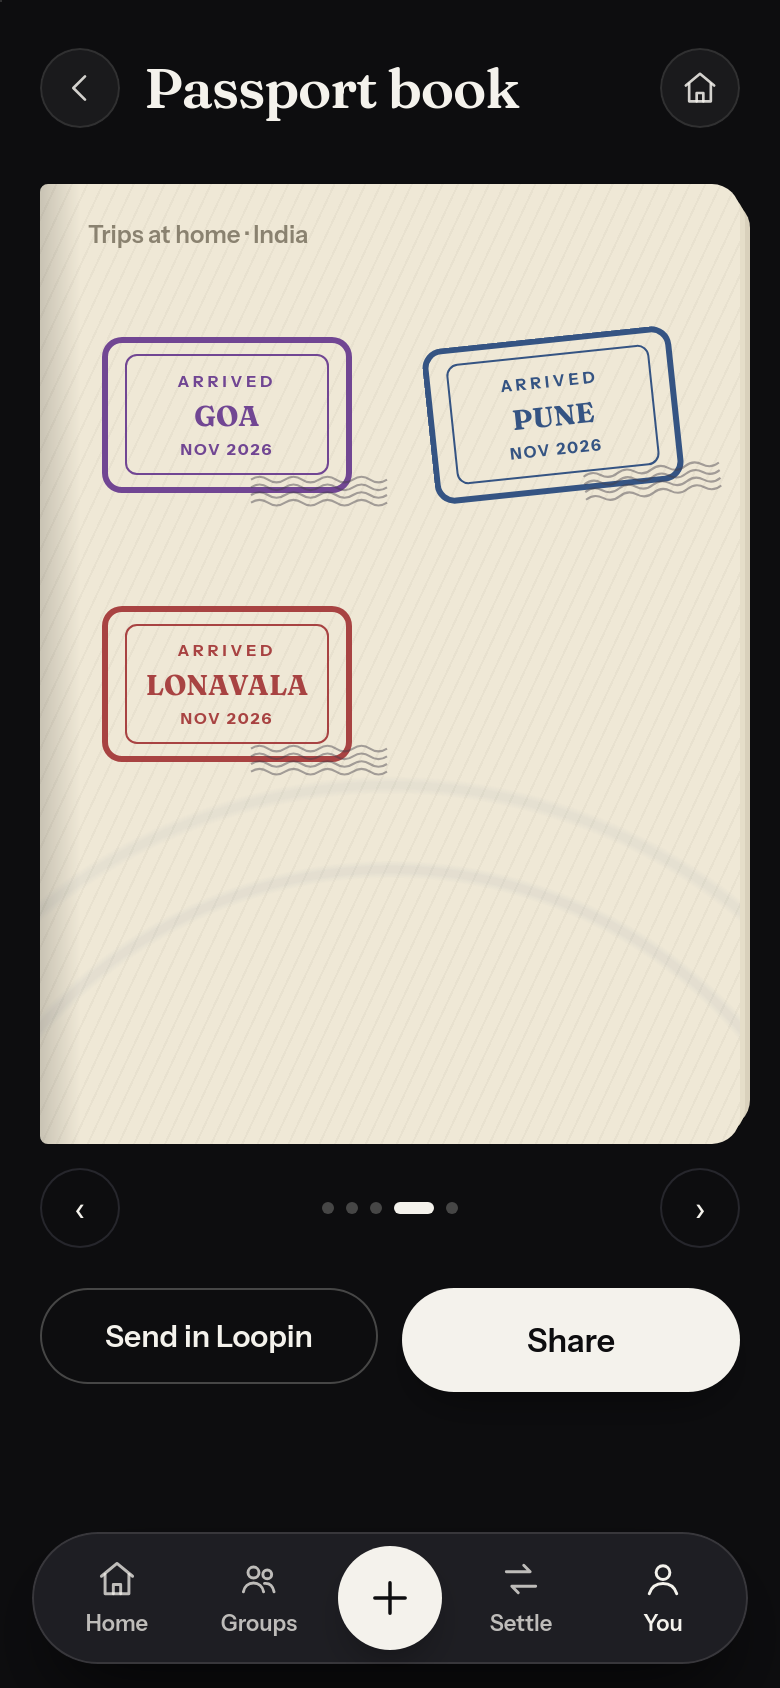 Passport book
Trips at home · India
ARRIVED
GOA
NOV 2026
ARRIVED
PUNE
NOV 2026
ARRIVED
LONAVALA
NOV 2026
Send in Loopin
Share
Home
Groups
Settle
You